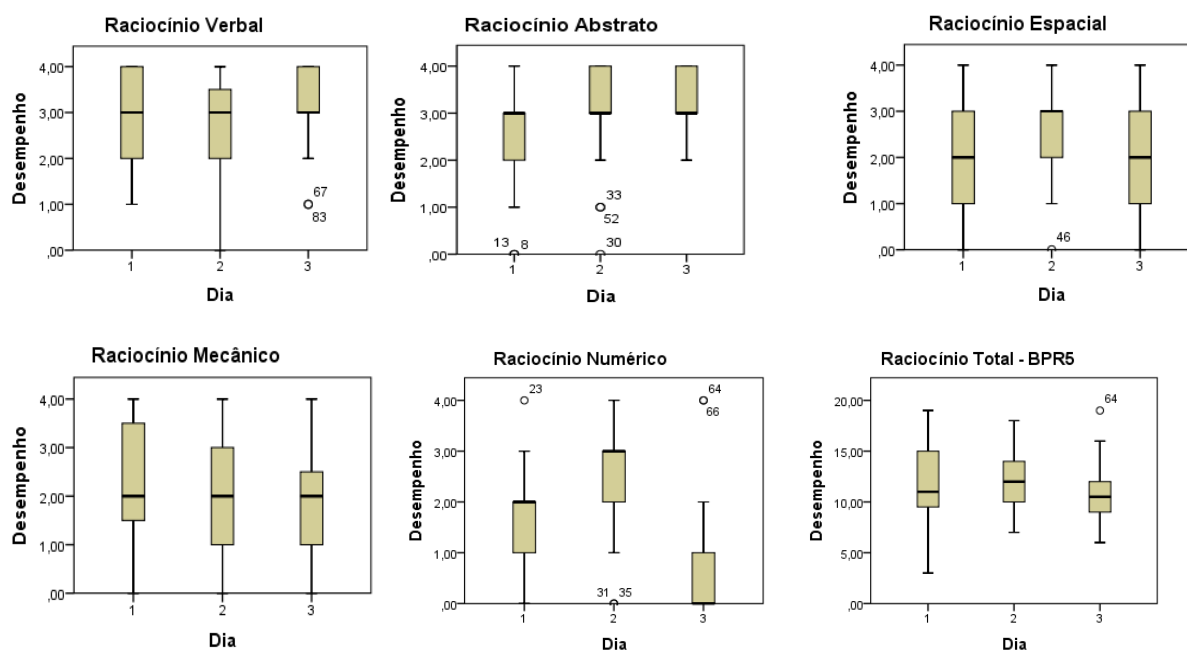 Raciocínio Verbal
Desempenho
4,00
3,00
2,00
1,00
,00
67
83
1 2 3
Dia
Raciocínio Abstrato
Desempenho
4,00
3,00
2,00
1,00
,00
13 8
33
52
30
1 2 3
Dia
Raciocínio Espacial
Desempenho
4,00
3,00
2,00
1,00
,00
46
1 2 3
Dia
Raciocínio Mecânico
Desempenho
4,00
3,00
2,00
1,00
,00
1 2 3
Dia
Raciocínio Numérico
Desempenho
4,00
3,00
2,00
1,00
,00
23
31 35
64
66
1 2 3
Dia
Raciocínio Total - BPR5
Desempenho
20,00
15,00
10,00
5,00
,00
64
1 2 3
Dia